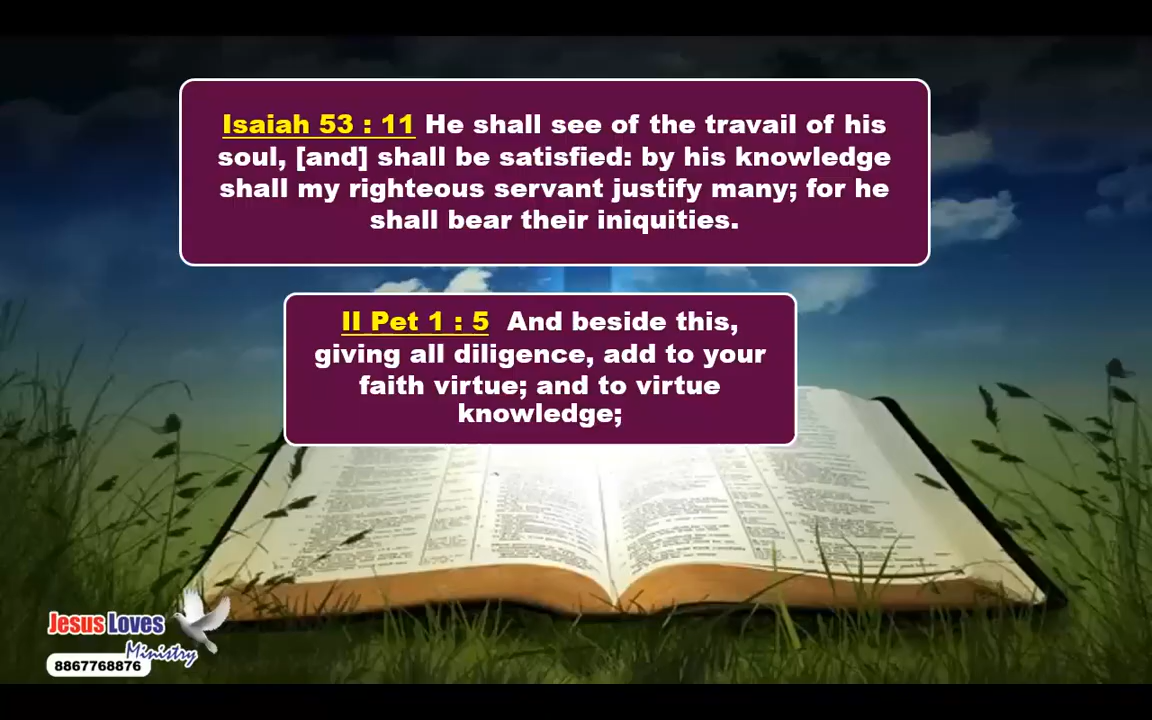 Isaiah 53 : 11 He shall see of the travail of his
soul, [and] shall be satisfied: by his knowledge
shall my righteous servant justify many; for he
shall bear their iniquities.
II Pet 1 : 5 And beside this,
giving all diligence, add to your
faith virtue; and to virtue
knowledge;
Jesus Loves
Ministry
8867768876